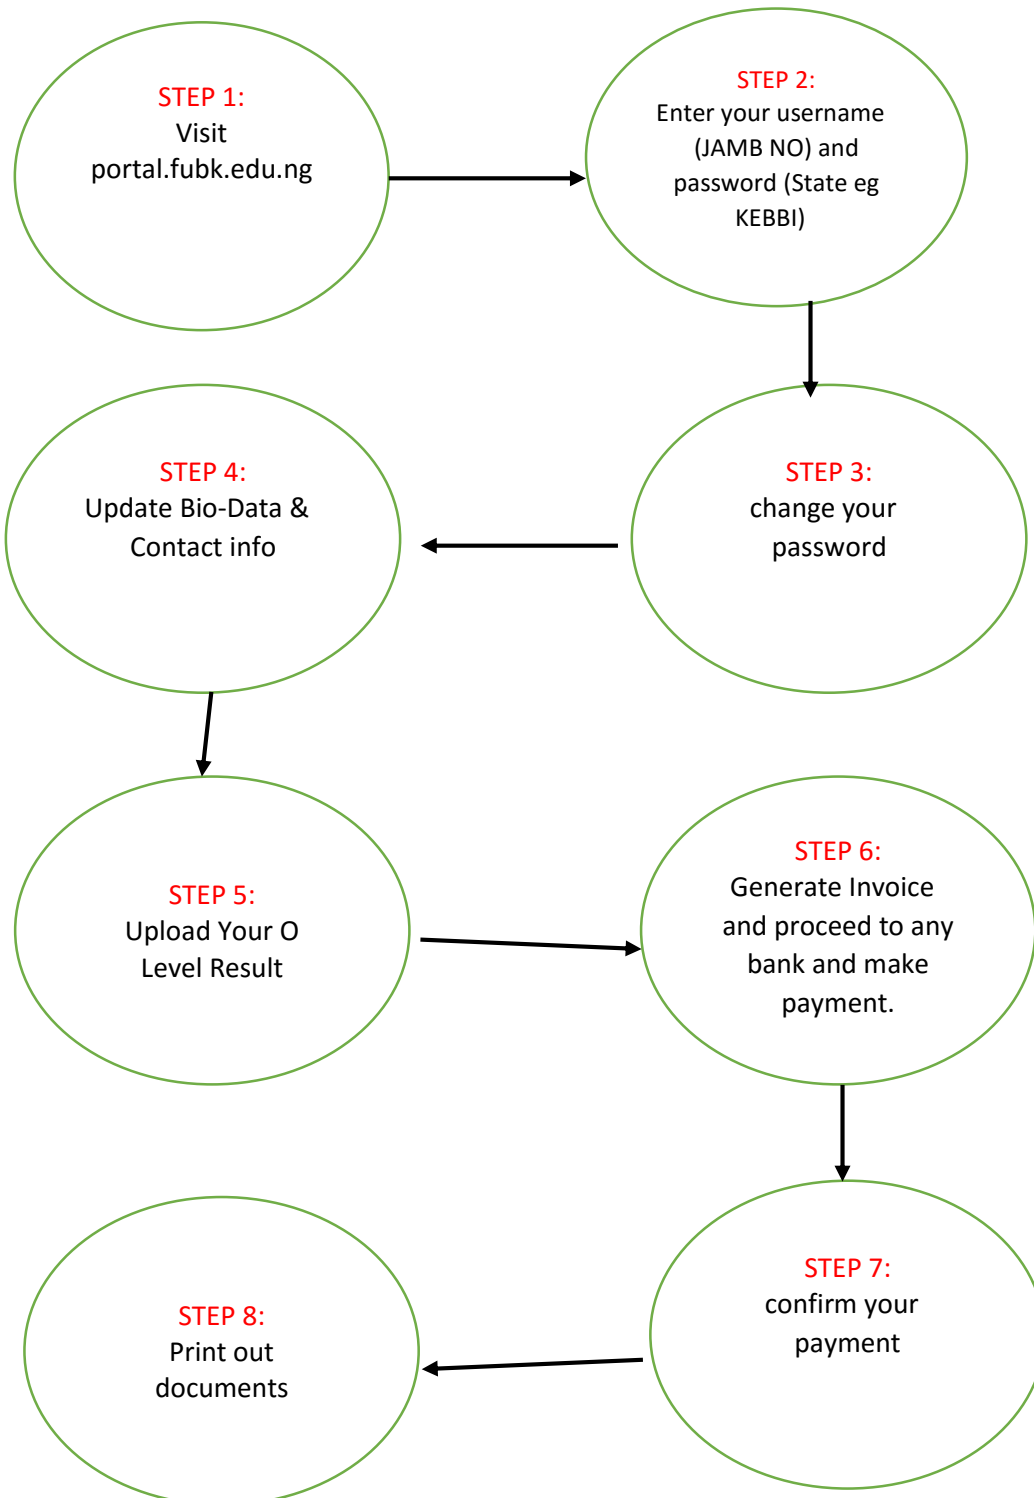 STEP 1:
Visit
portal.fubk.edu.ng
STEP 2:
Enter your username
(JAMB NO) and
password (State eg
KEBBI)
STEP 3:
change your
password
STEP 4:
Update Bio-Data &
Contact info
STEP 5:
Upload Your O
Level Result
STEP 6:
Generate Invoice
and proceed to any
bank and make
payment.
STEP 7:
confirm your
payment
STEP 8:
Print out
documents